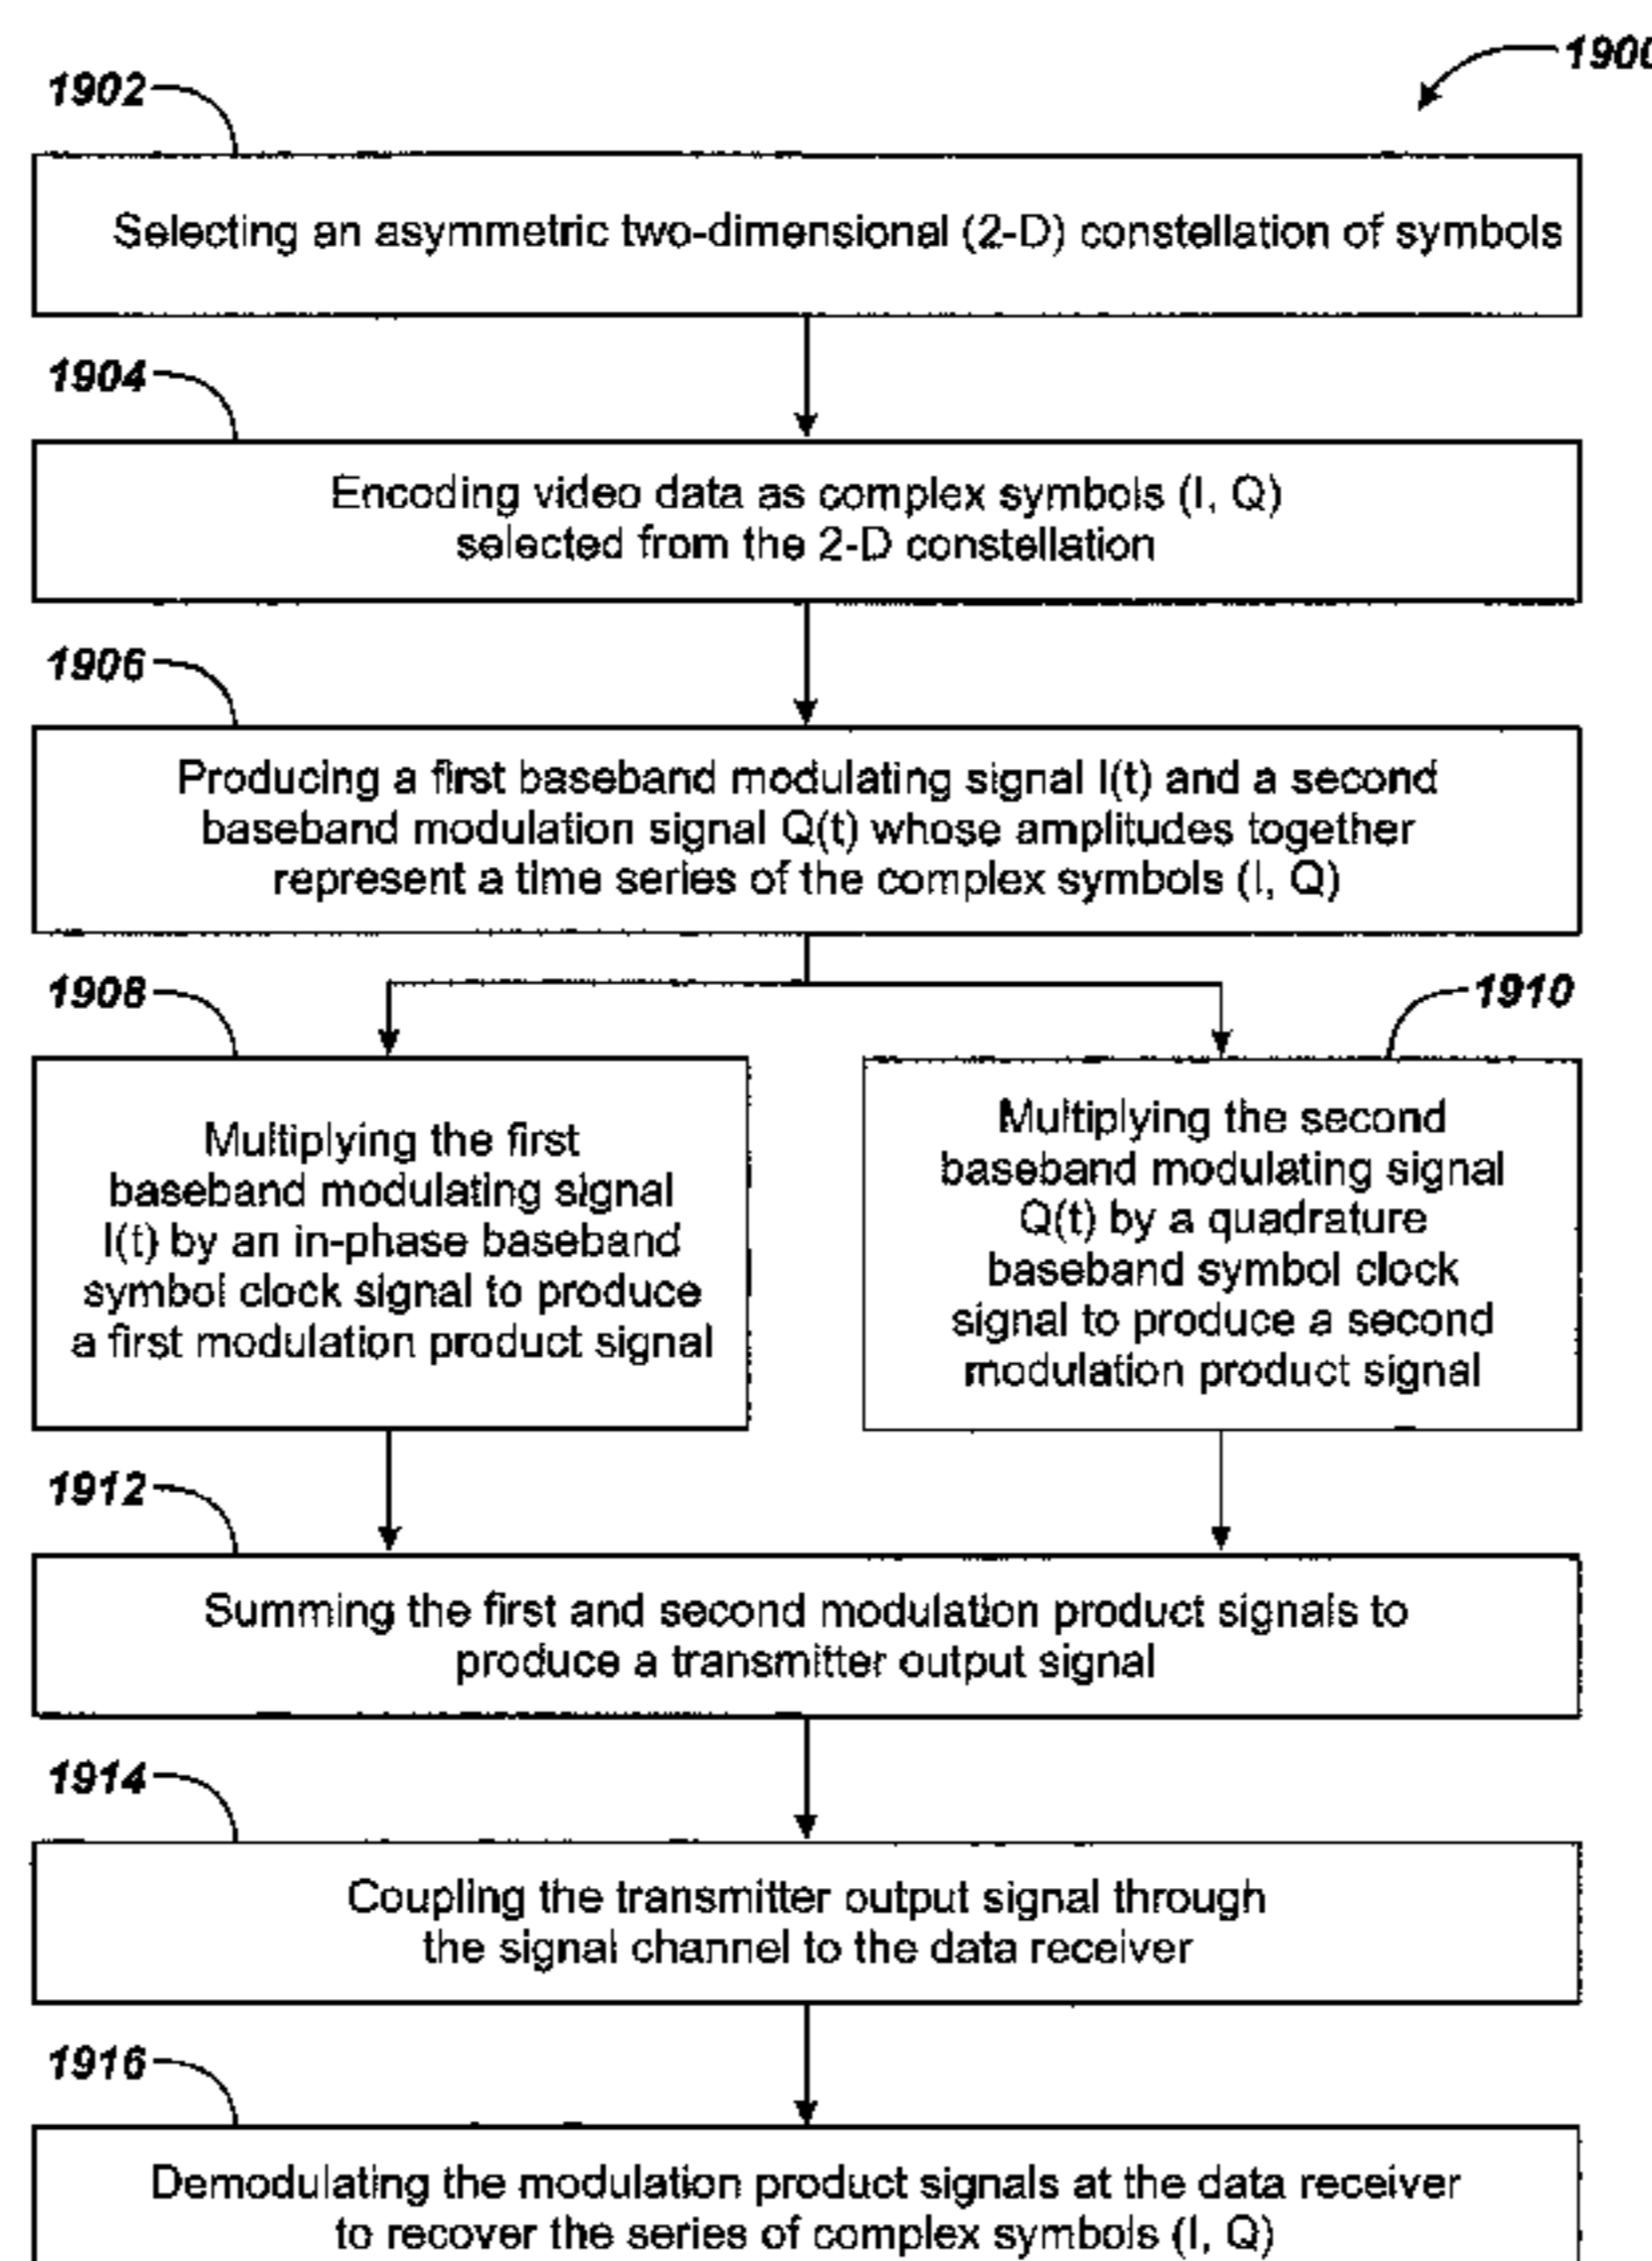 1900
1902
Selecting an asymmetric two-dimensional (2-D) constellation of symbols
1904
Encoding video data as complex symbols (I, Q)
selected from the 2-D constellation
1906
Producing a first baseband modulating signal I(t) and a second
baseband modulation signal Q(t) whose amplitudes together
represent a time series of the complex symbols (I, Q)
1908
Multiplying the first
baseband modulating signal
I(t) by an in-phase baseband
symbol clock signal to produce
a first modulation product signal
1910
Multiplying the second
baseband modulating signal
Q(t) by a quadrature
baseband symbol clock
signal to produce a second
modulation product signal
1912
Summing the first and second modulation product signals to
produce a transmitter output signal
1914
Coupling the transmitter output signal through
the signal channel to the data receiver
1916
Demodulating the modulation product signals at the data receiver
to recover the series of complex symbols (I, Q)